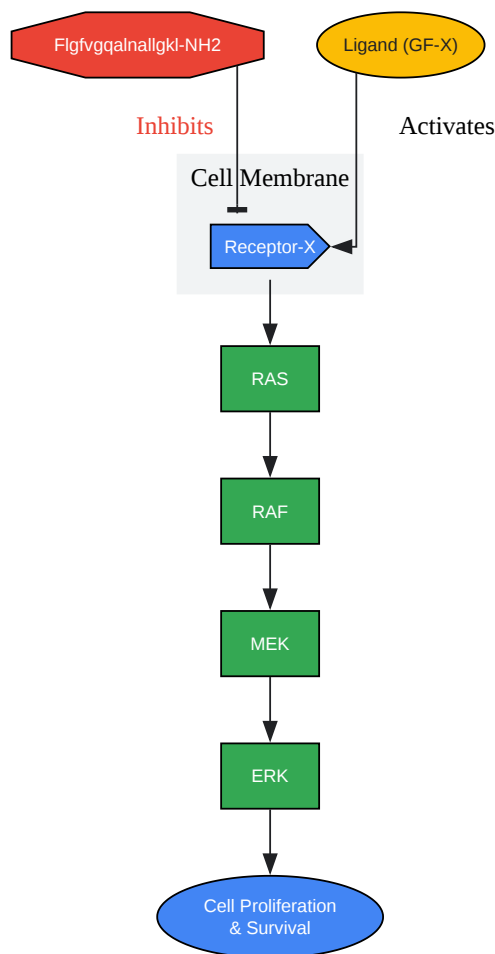 Flgfvgqalnallgkl-NH2
Ligand (GF-X)
Inhibits
Activates
Cell Membrane
Receptor-X
RAS
RAF
MEK
ERK
Cell Proliferation
& Survival